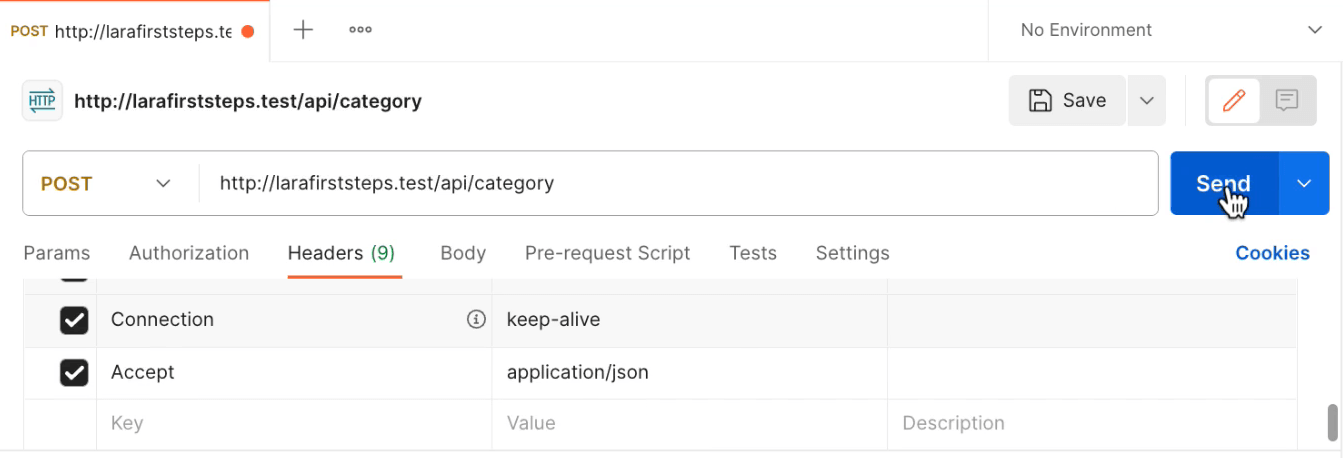 POST http://larafirststeps.te
No Environment
HTTP http://larafirststeps.test/api/category
Save
POST http://larafirststeps.test/api/category
Send
Params Authorization Headers (9) Body Pre-request Script Tests Settings Cookies
Connection keep-alive
Accept application/json
Key Value Description